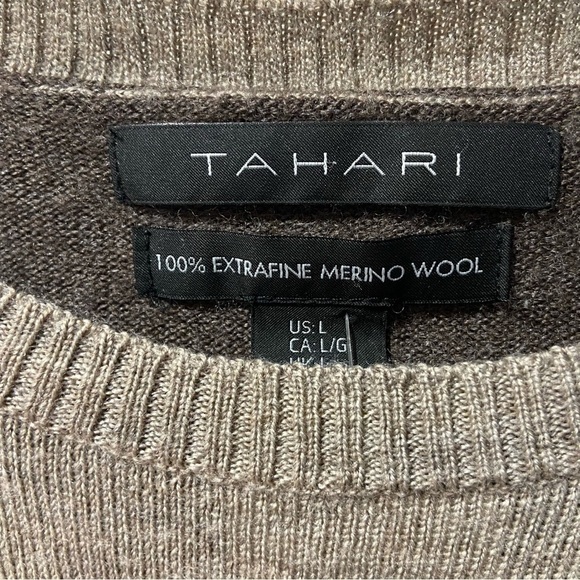 TAHARI
100% EXTRAFINE MERINO WOOL
US: L
CA: L/G